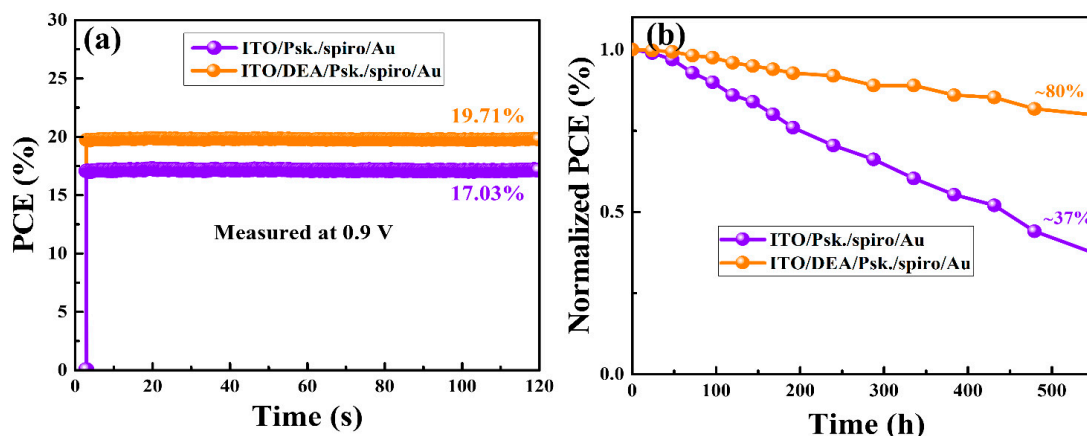 (a)
ITO/Psk./spiro/Au
ITO/DEA/Psk./spiro/Au
19.71%
17.03%
Measured at 0.9 V
PCE (%)
30
25
20
15
10
5
0
0 20 40 60 80 100 120
Time (s)
(b)
~80%
~37%
ITO/Psk./spiro/Au
ITO/DEA/Psk./spiro/Au
Normalized PCE (%)
1.0
0.5
0.0
0 100 200 300 400 500
Time (h)